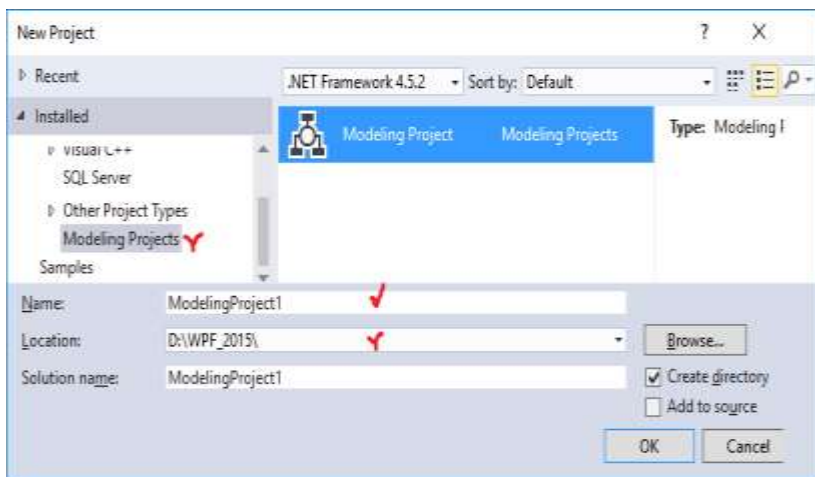 New Project
? X
Recent
.NET Framework 4.5.2 Sort by: Default
Installed
Modeling Project Modeling Projects
Type: Modeling F
Visual C++
SQL Server
Other Project Types
Modeling Projects
Samples
Name: ModelingProject1
Location: D:\WPF_2015\ Browse...
Solution name: ModelingProject1
Create directory
Add to source
OK Cancel